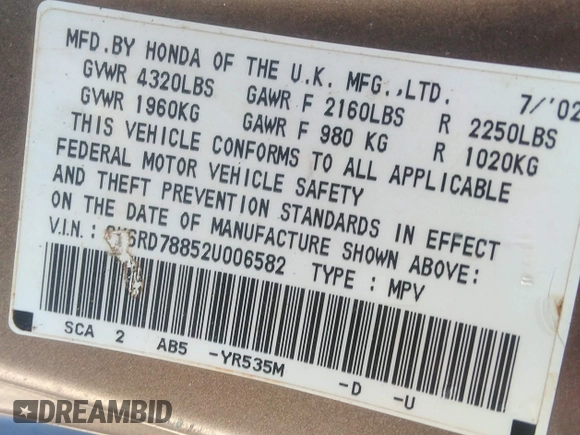 MFD.BY HONDA OF THE U.K. MFG.,LTD. 7/'02
GVWR 4320LBS GAWR F 2160LBS R 2250LBS
GVWR 1960KG GAWR F 980 KG R 1020KG
THIS VEHICLE CONFORMS TO ALL APPLICABLE
FEDERAL MOTOR VEHICLE SAFETY
AND THEFT PREVENTION STANDARDS IN EFFECT
ON THE DATE OF MANUFACTURE SHOWN ABOVE:
V.I.N.: TYPE : MPV
SCA 2 AB5 -YR535M -D -U
DREAMBID